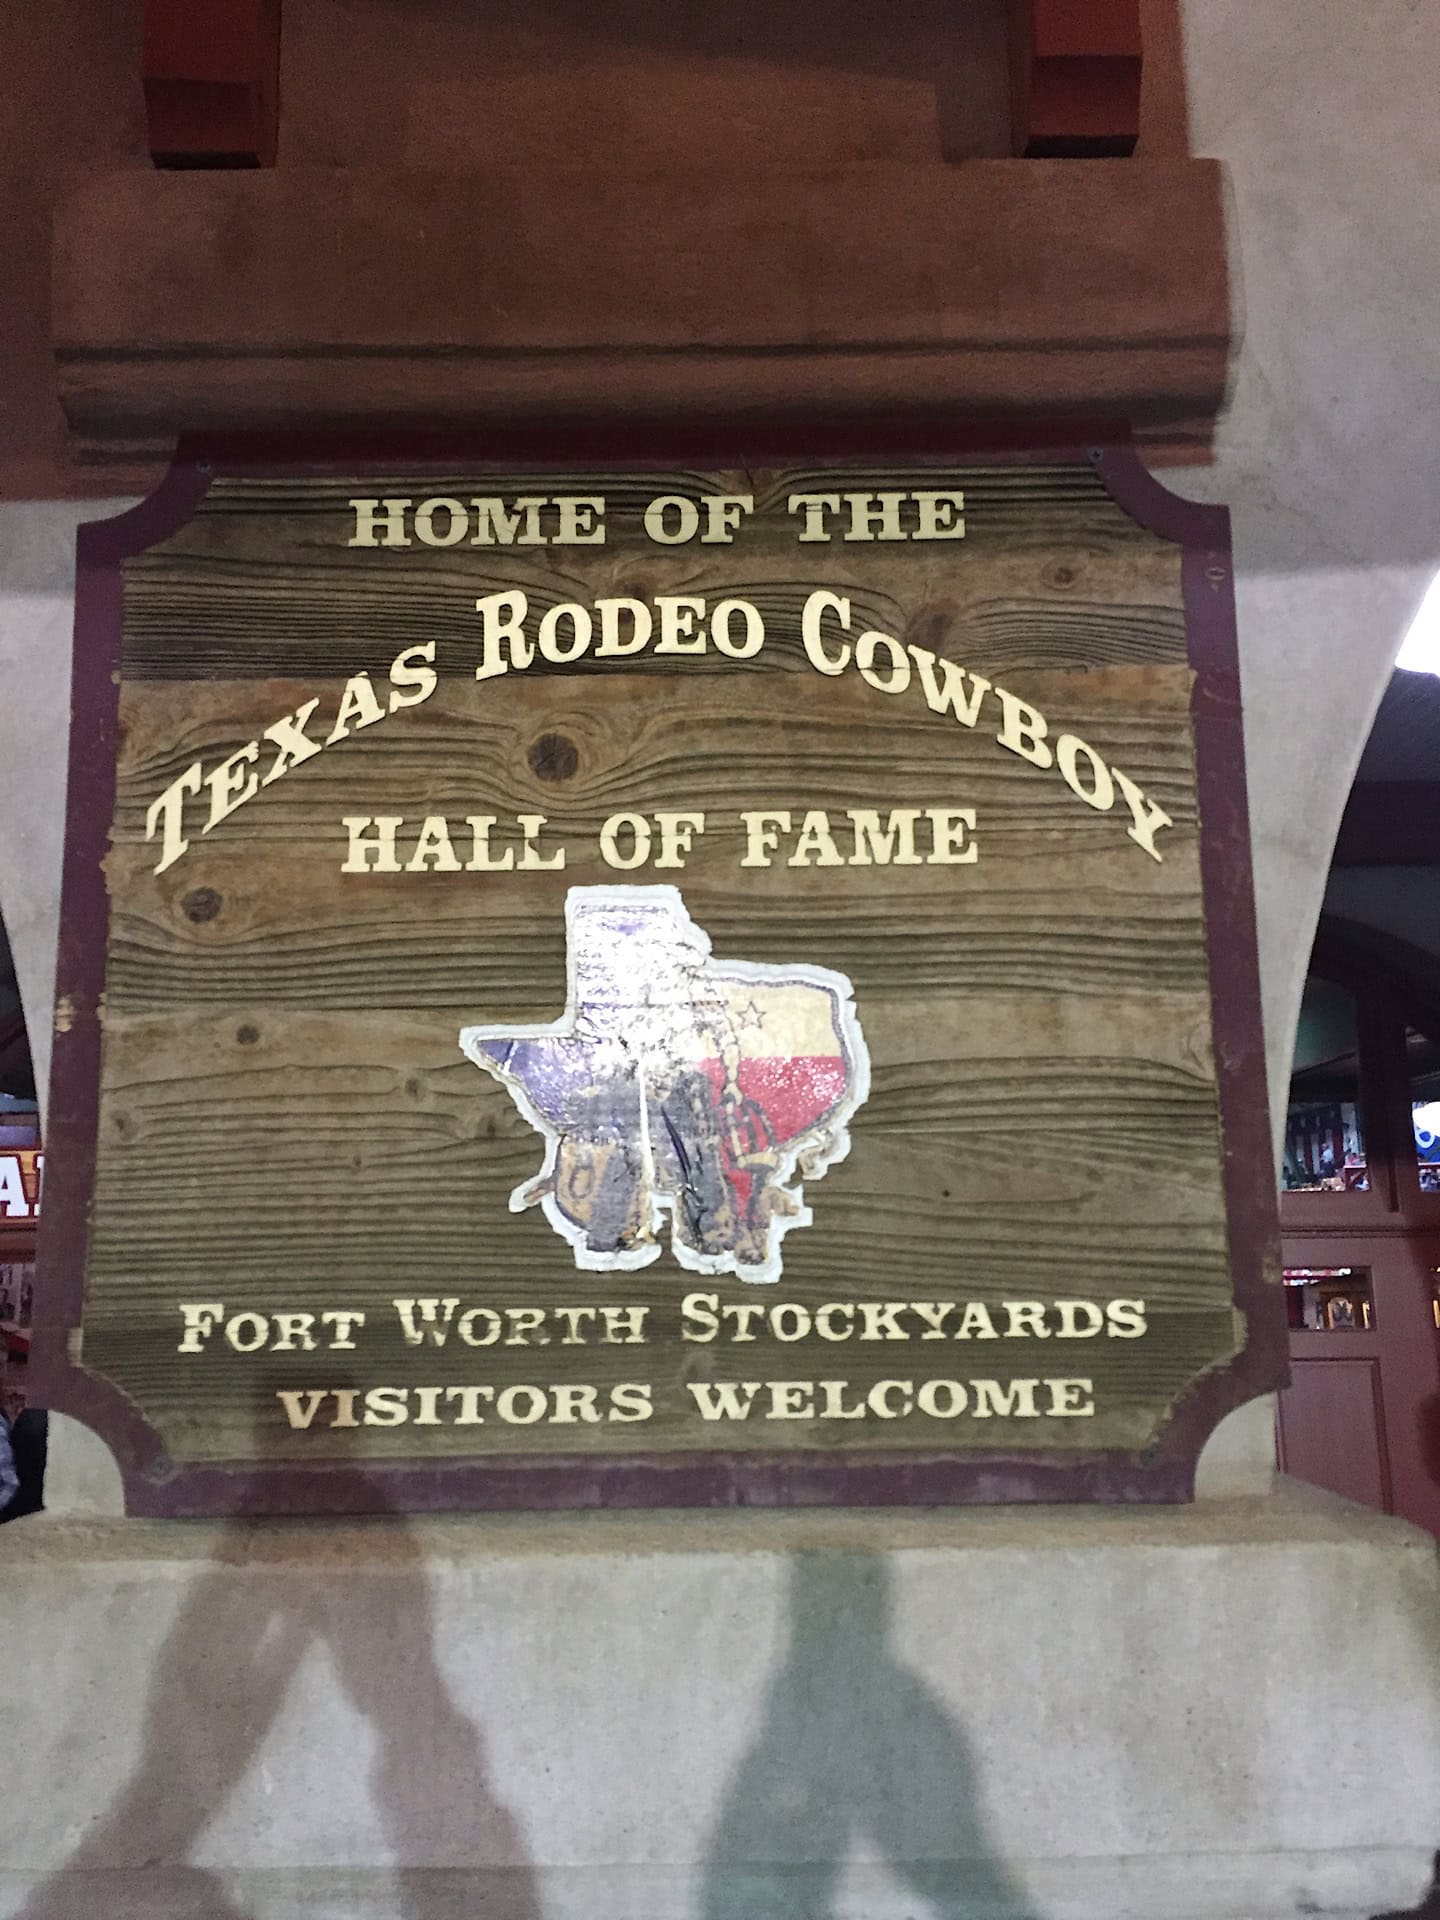 HOME OF THE
TEXAS RODEO COWBOY
HALL OF FAME
FORT WORTH STOCKYARDS
VISITORS WELCOME